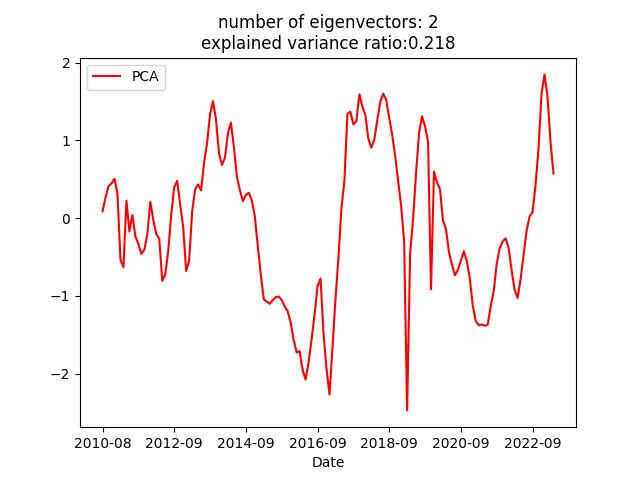 number of eigenvectors: 2
explained variance ratio:0.218
PCA
2
1
0
−1
−2
2010-08 2012-09 2014-09 2016-09 2018-09 2020-09 2022-09
Date